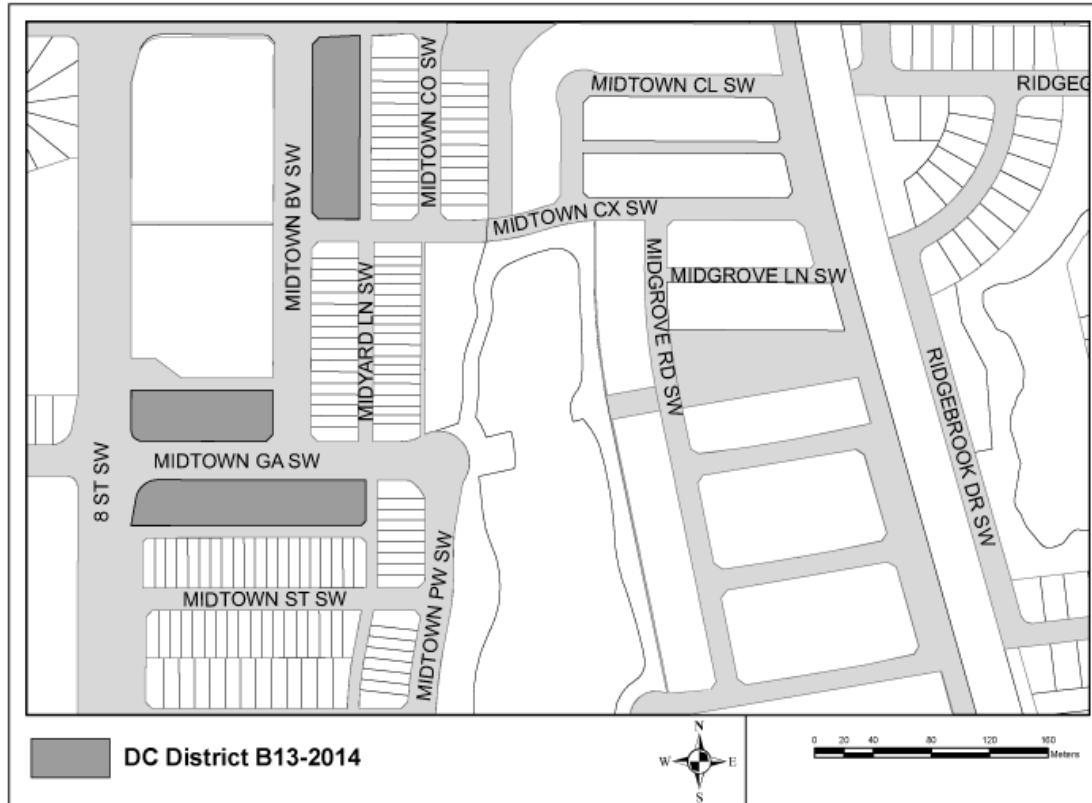 MIDTOWN CO SW
MIDTOWN CL SW
RIDGEC
MIDTOWN BV SW
MIDTOWN CX SW
MIDGROVE LN SW
MIDGROVE RD SW
MIDYARD LN SW
RIDGEBROOK DR SW
8 ST SW
MIDTOWN GA SW
MIDTOWN PW SW
MIDTOWN ST SW
DC District B13-2014
N
W E
S
0 20 40 80 120 160
Meters